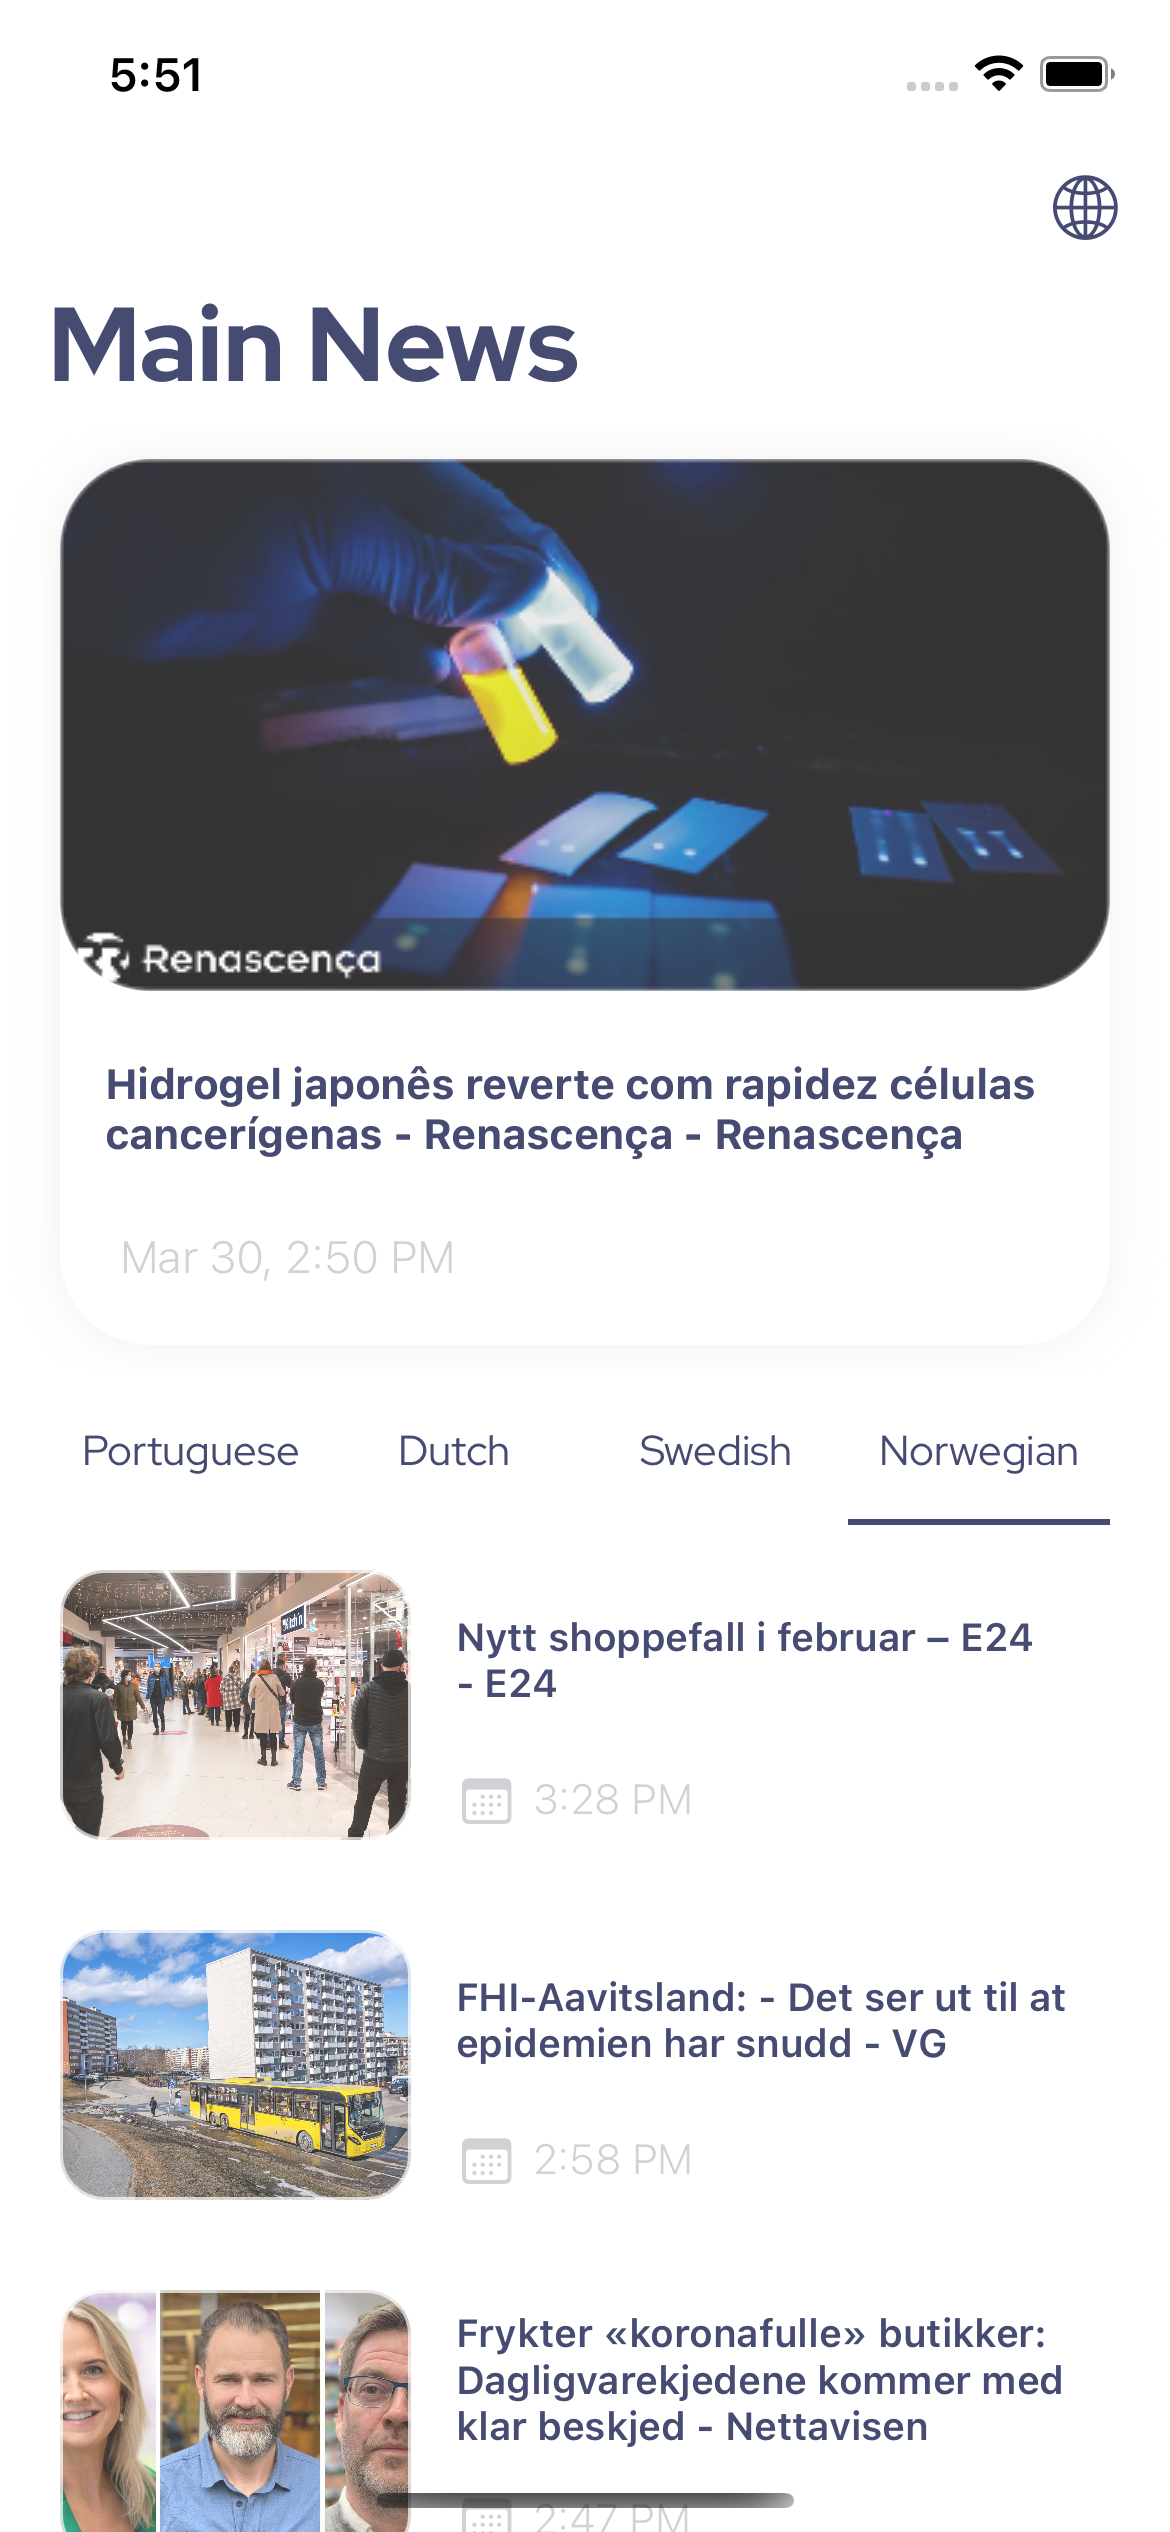 5:51
Main News
Renascença
Hidrogel japonês reverte com rapidez células
cancerígenas - Renascença - Renascença
Mar 30, 2:50 PM
Portuguese
Dutch
Swedish
Norwegian
Kitch'n
Nytt shoppefall i februar – E24
- E24
3:28 PM
FHI-Aavitsland: - Det ser ut til at
epidemien har snudd - VG
2:58 PM
Frykter «koronafulle» butikker:
Dagligvarekjedene kommer med
klar beskjed - Nettavisen
2:47 PM